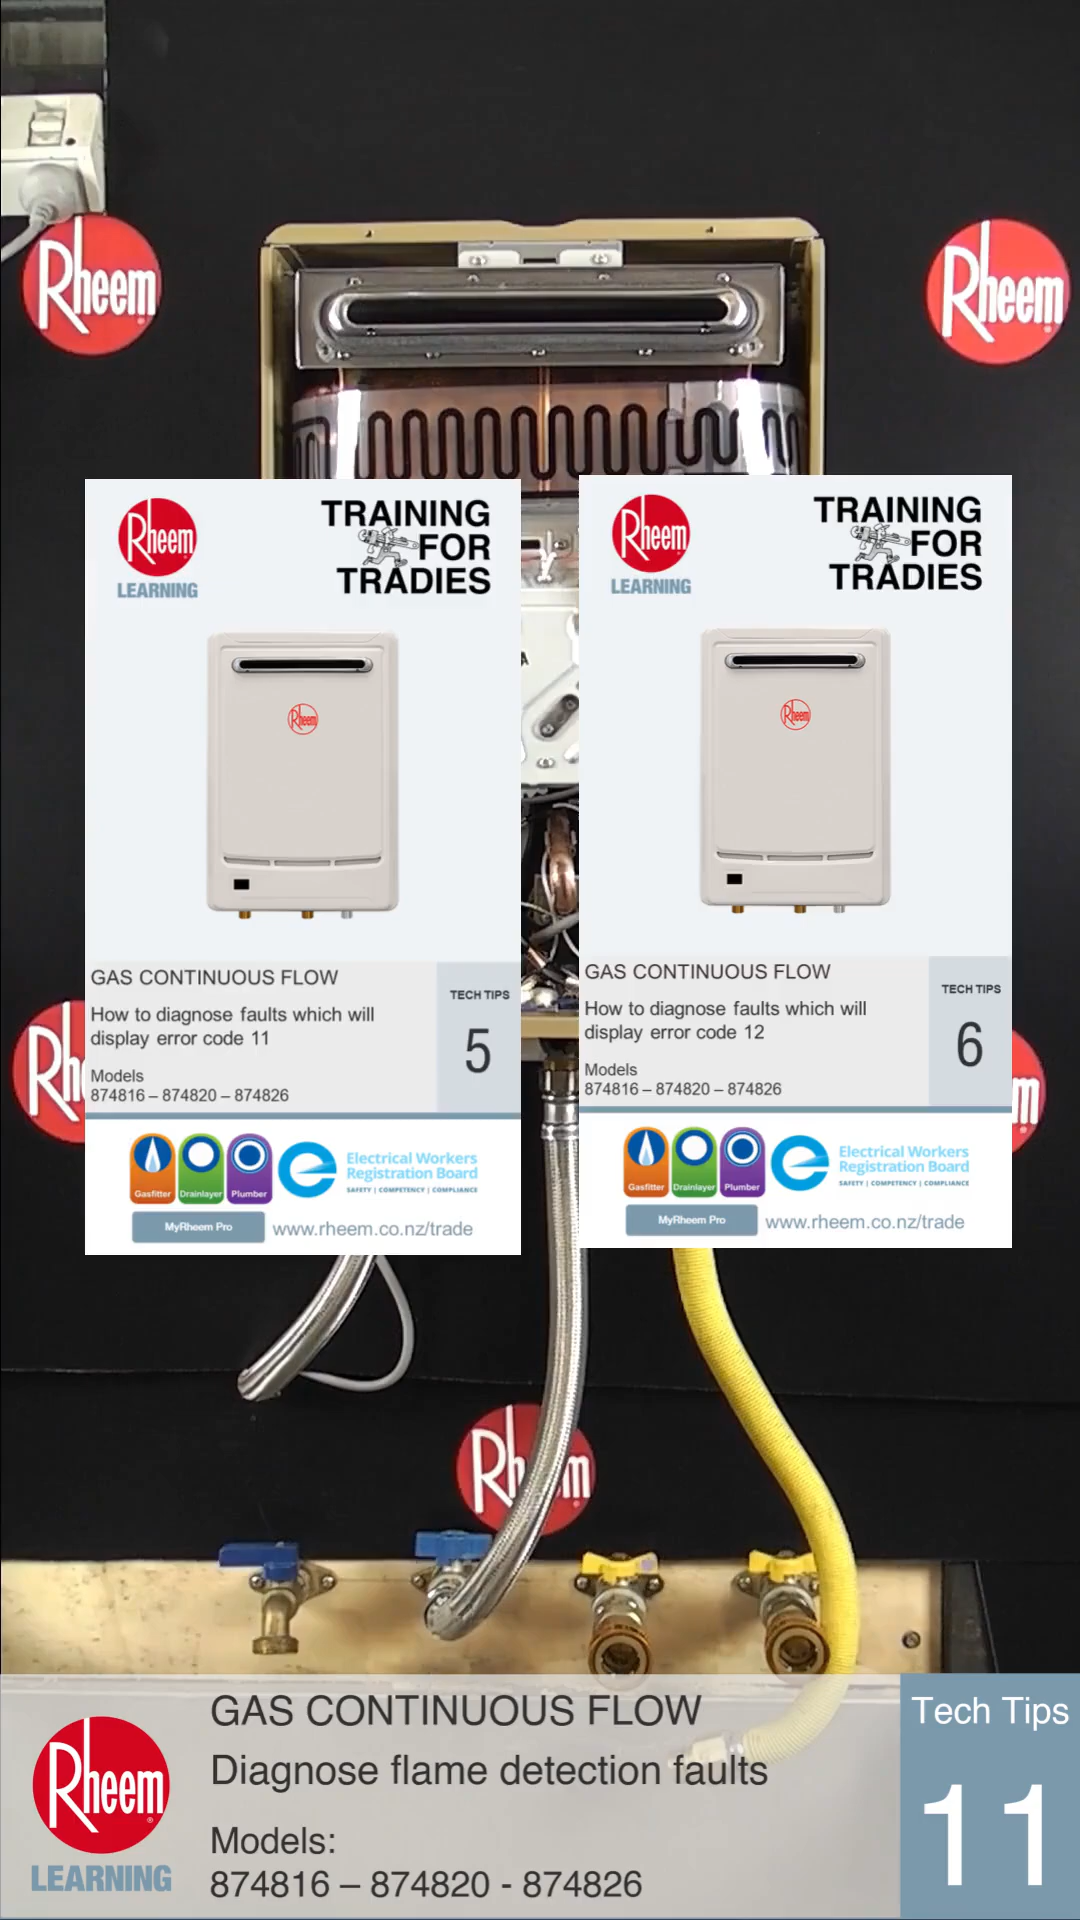 Rheem
Rheem
Rheem
LEARNING
TRAINING
FOR
TRADIES
Rheem
GAS CONTINUOUS FLOW
How to diagnose faults which will
display error code 11
Models
874816 – 874820 – 874826
TECH TIPS
5
Gasfitter
Drainlayer
Plumber
Electrical Workers
Registration Board
SAFETY | COMPETENCY | COMPLIANCE
MyRheem Pro
www.rheem.co.nz/trade
Rheem
LEARNING
TRAINING
FOR
TRADIES
Rheem
GAS CONTINUOUS FLOW
How to diagnose faults which will
display error code 12
Models
874816 – 874820 – 874826
TECH TIPS
6
Gasfitter
Drainlayer
Plumber
Electrical Workers
Registration Board
SAFETY | COMPETENCY | COMPLIANCE
MyRheem Pro
www.rheem.co.nz/trade
Rheem
Rheem
LEARNING
GAS CONTINUOUS FLOW
Diagnose flame detection faults
Models:
874816 – 874820 - 874826
Tech Tips
11